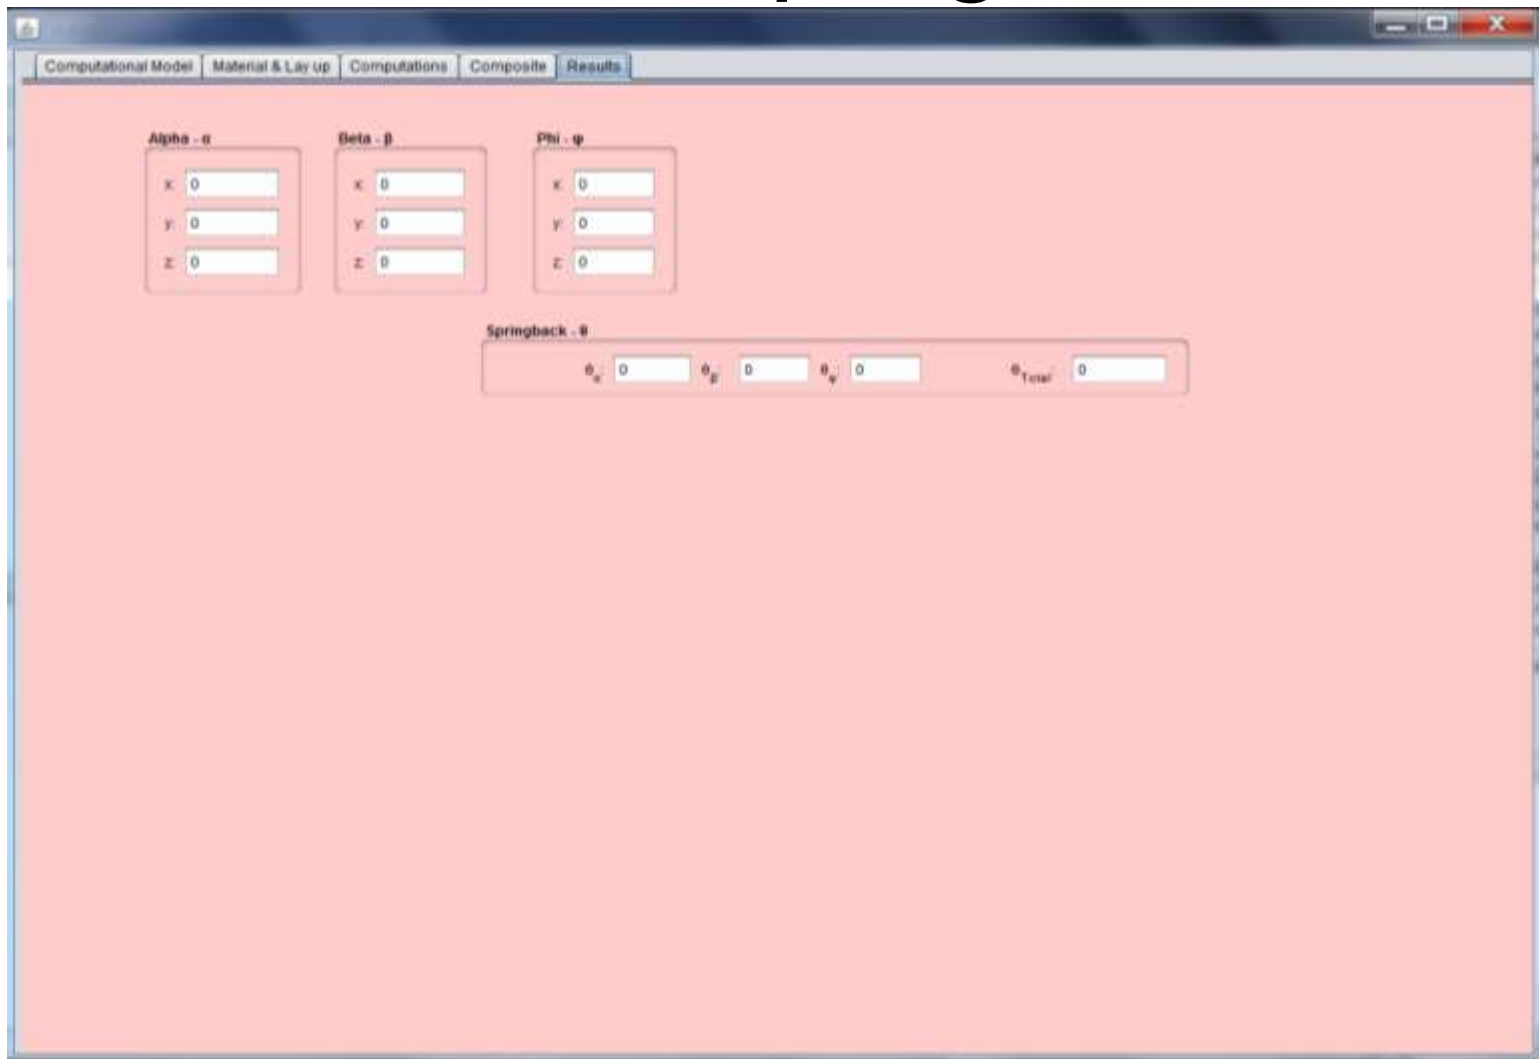 Computational Model Material & Lay up Computations Composite Results
Alpha - α Beta - β Phi - φ
x: 0 x: 0 x: 0
y: 0 y: 0 y: 0
z: 0 z: 0 z: 0
Springback - θ
θα: 0 θβ: 0 θφ: 0 θTotal: 0